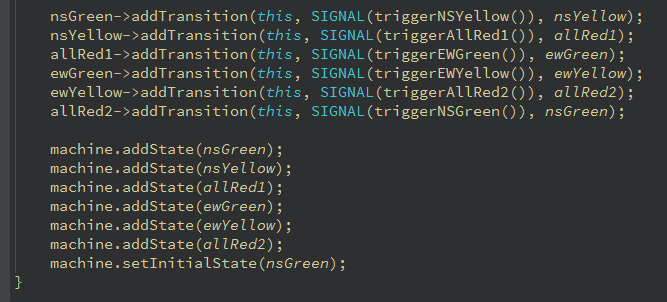 nsGreen->addTransition(this, SIGNAL(triggerNSYellow()), nsYellow);
nsYellow->addTransition(this, SIGNAL(triggerAllRed1()), allRed1);
allRed1->addTransition(this, SIGNAL(triggerEWGreen()), ewGreen);
ewGreen->addTransition(this, SIGNAL(triggerEWYellow()), ewYellow);
ewYellow->addTransition(this, SIGNAL(triggerAllRed2()), allRed2);
allRed2->addTransition(this, SIGNAL(triggerNSGreen()), nsGreen);
machine.addState(nsGreen);
machine.addState(nsYellow);
machine.addState(allRed1);
machine.addState(ewGreen);
machine.addState(ewYellow);
machine.addState(allRed2);
machine.setInitialState(nsGreen);
}